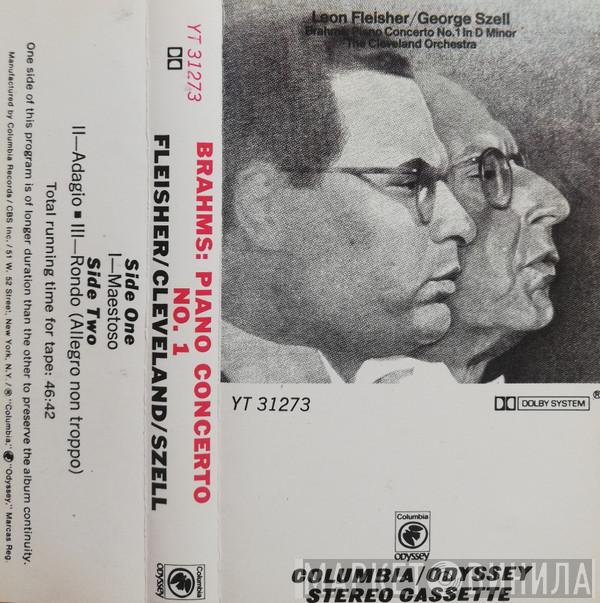 Leon Fleisher/George Szell
Brahms: Piano Concerto No.1 In D Minor
The Cleveland Orchestra
YT 31273
DOLBY SYSTEM
®
Columbia
Odyssey
COLUMBIA/ODYSSEY
STEREO CASSETTE
YT 31273
BRAHMS: PIANO CONCERTO
NO. 1
FLEISHER/CLEVELAND/SZELL
Columbia
Odyssey
Side One
I—Maestoso
Side Two
II—Adagio ■ III—Rondo (Allegro non troppo)
Total running time for tape: 46:42
One side of this program is of longer duration than the other to preserve the album continuity.
Manufactured by Columbia Records/CBS Inc./51 W. 52 Street, New York, N.Y./® "Columbia," "Odyssey," Marcas Reg.
МАРКЕТ ВИНИЛА